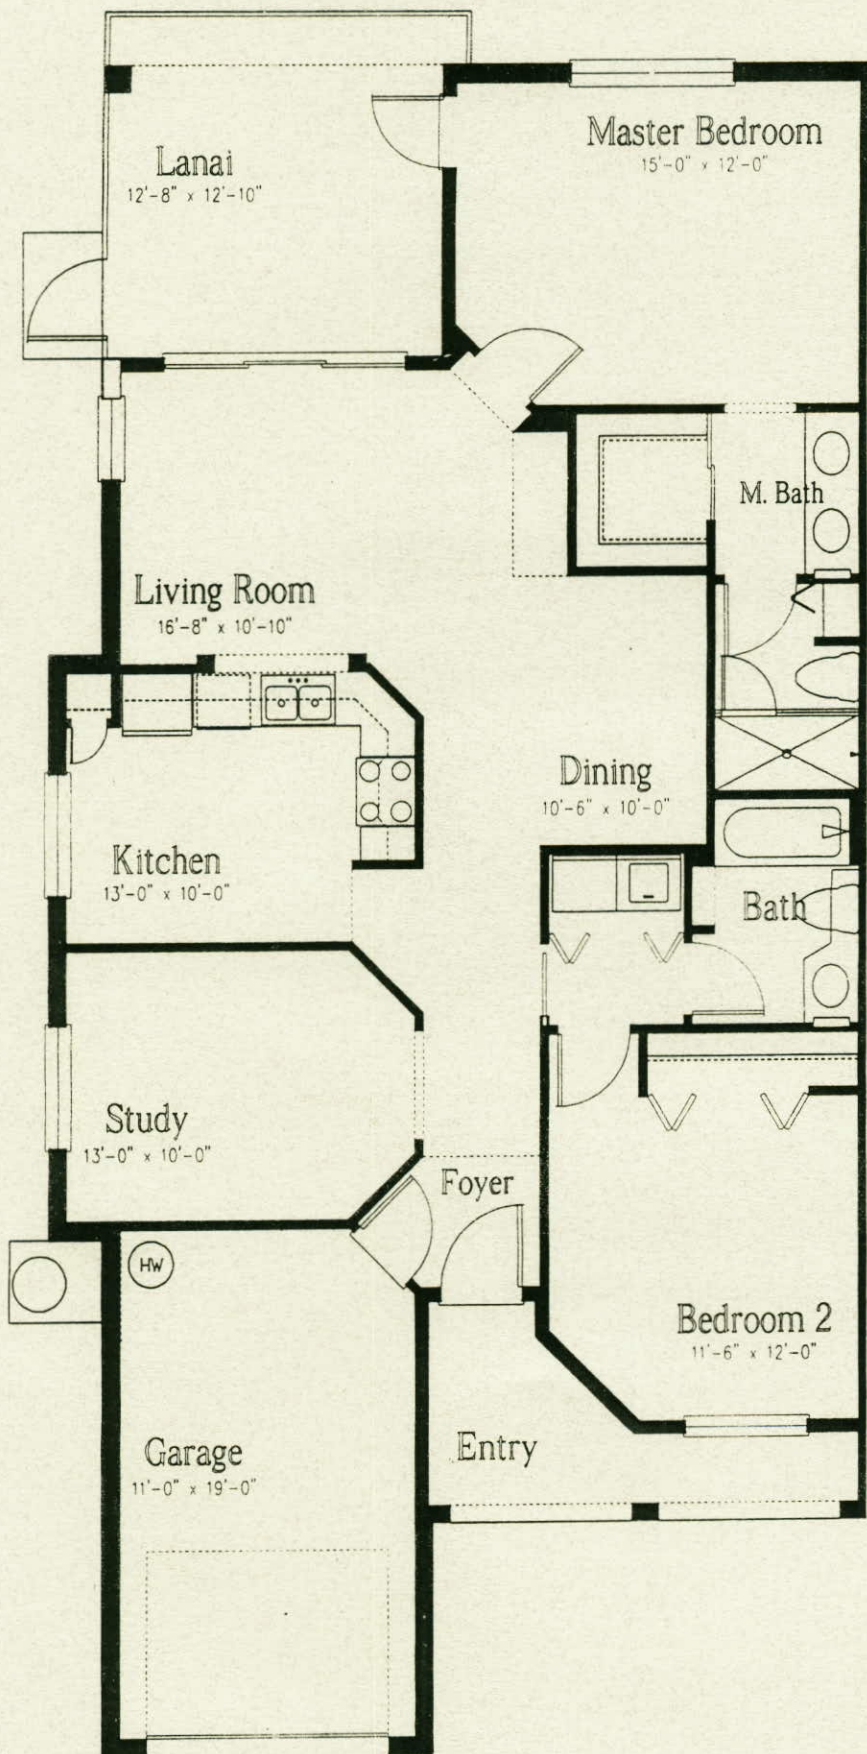 Master Bedroom
15'-0" x 12'-0"
Lanai
12'-8" x 12'-10"
M. Bath
Living Room
16'-8" x 10'-10"
Dining
10'-6" x 10'-0"
Kitchen
13'-0" x 10'-0"
Bath
Study
13'-0" x 10'-0"
Foyer
HW
Bedroom 2
11'-6" x 12'-0"
Entry
Garage
11'-0" x 19'-0"